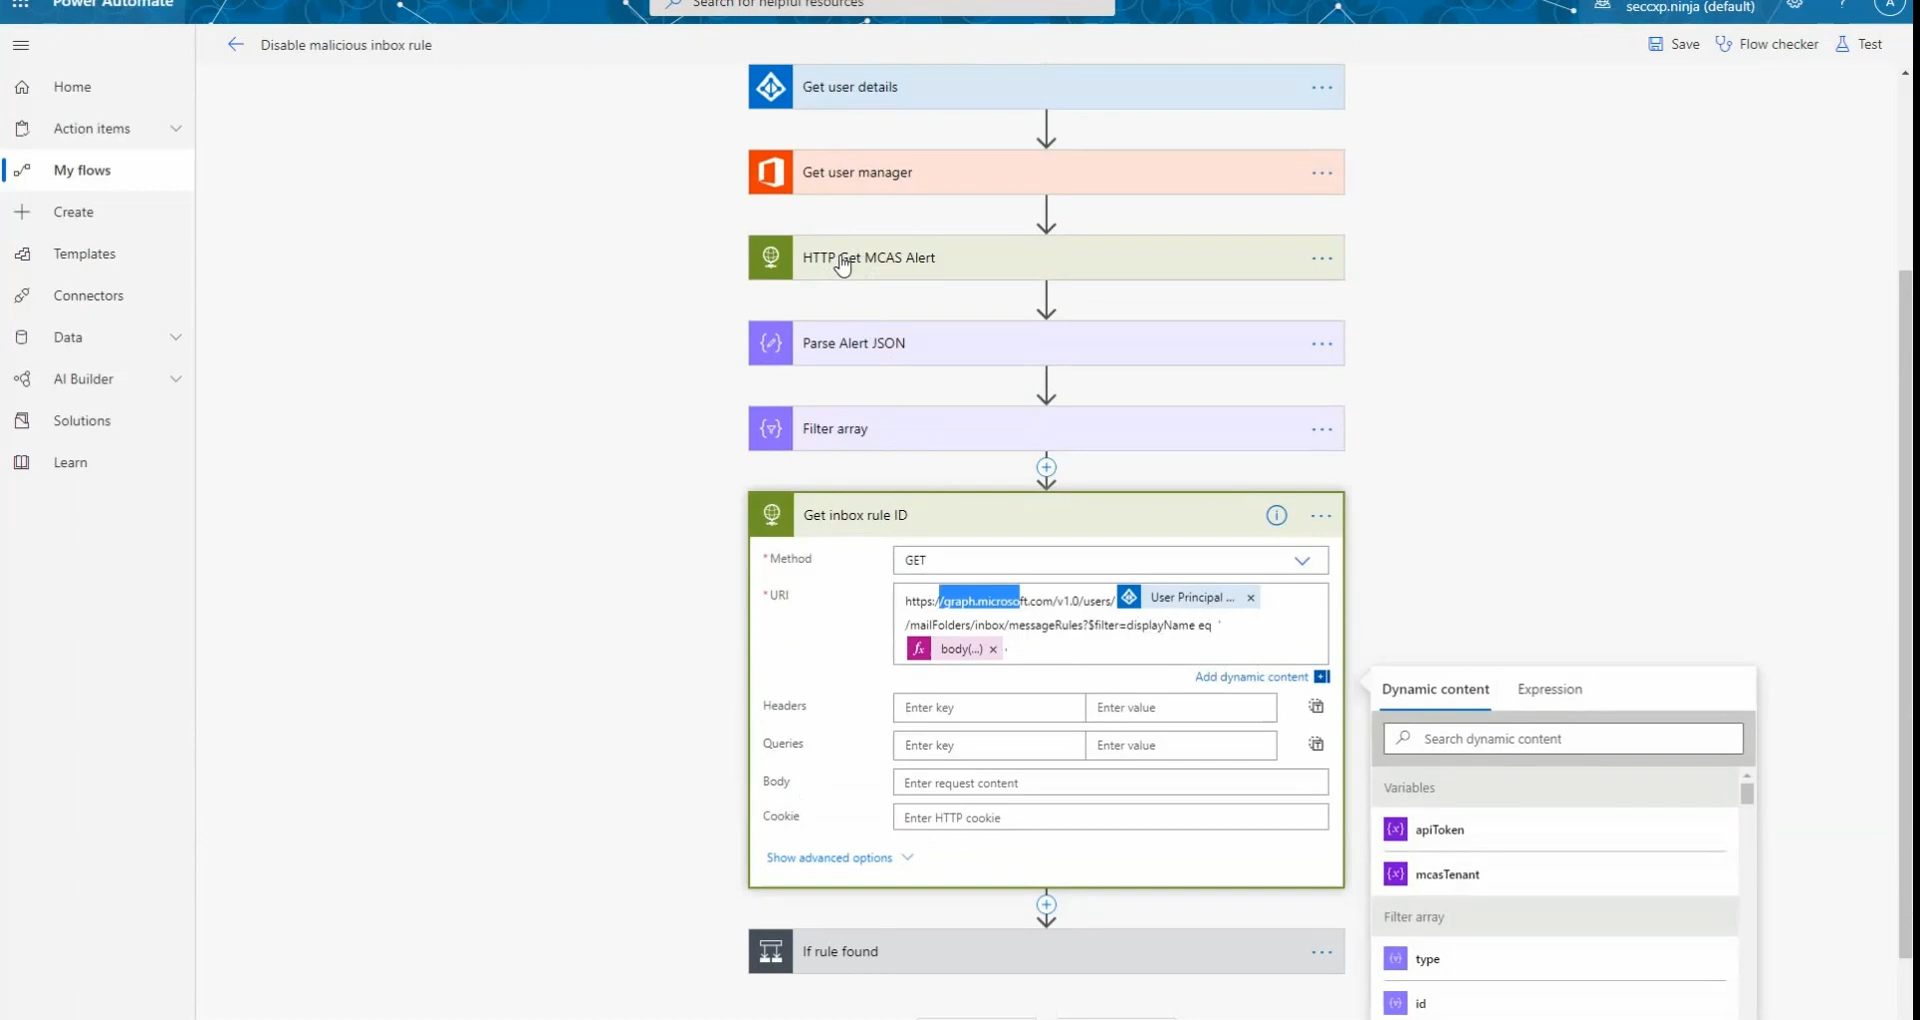 Power Automate
Search for helpful resources
seccxp.ninja (default)
?
A
Disable malicious inbox rule
Save
Flow checker
Test
Home
Action items
My flows
Create
Templates
Connectors
Data
AI Builder
Solutions
Learn
Get user details
Get user manager
HTTP Get MCAS Alert
Parse Alert JSON
Filter array
Get inbox rule ID
* Method
GET
* URI
https://graph.microsoft.com/v1.0/users/ User Principal ... ×
/mailFolders/inbox/messageRules?$filter=displayName eq '
fx body(...) × '
Add dynamic content
Headers
Enter key
Enter value
Queries
Enter key
Enter value
Body
Enter request content
Cookie
Enter HTTP cookie
Show advanced options
If rule found
Dynamic content
Expression
Search dynamic content
Variables
{x} apiToken
{x} mcasTenant
Filter array
type
id